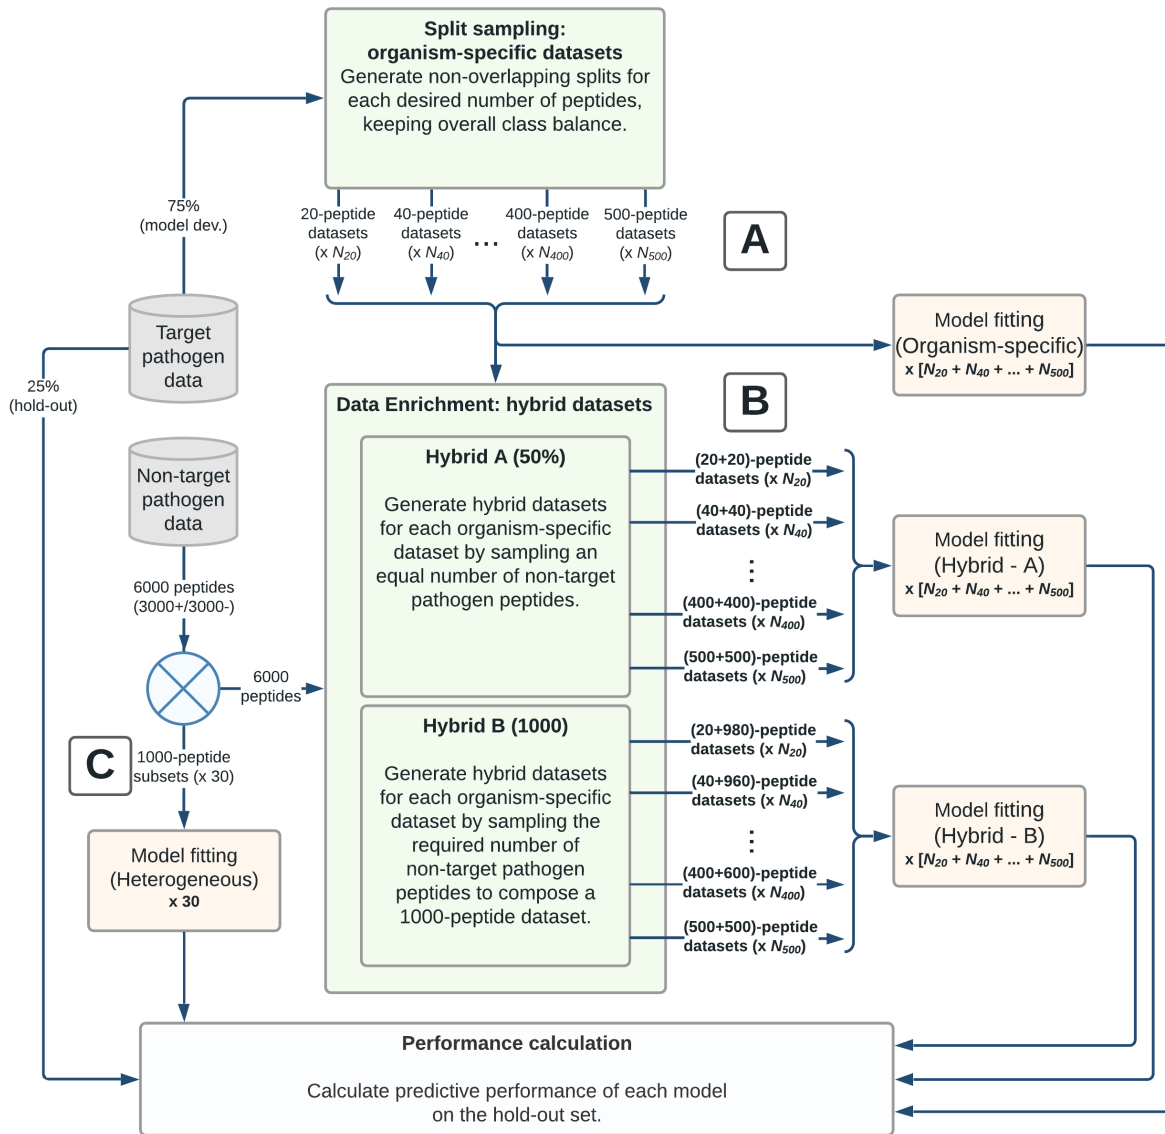 Split sampling:
organism-specific datasets
Generate non-overlapping splits for
each desired number of peptides,
keeping overall class balance.
75%
(model dev.)
20-peptide
datasets
(x N20)
40-peptide
datasets
(x N40)
...
400-peptide
datasets
(x N400)
500-peptide
datasets
(x N500)
A
Target
pathogen
data
25%
(hold-out)
Model fitting
(Organism-specific)
x [N20 + N40 + ... + N500]
Data Enrichment: hybrid datasets
B
Non-target
pathogen
data
Hybrid A (50%)
Generate hybrid datasets
for each organism-specific
dataset by sampling an
equal number of non-target
pathogen peptides.
(20+20)-peptide
datasets (x N20)
(40+40)-peptide
datasets (x N40)
⋮
(400+400)-peptide
datasets (x N400)
(500+500)-peptide
datasets (x N500)
Model fitting
(Hybrid - A)
x [N20 + N40 + ... + N500]
6000 peptides
(3000+/3000-)
6000
peptides
C
1000-peptide
subsets (x 30)
Hybrid B (1000)
Generate hybrid datasets
for each organism-specific
dataset by sampling the
required number of
non-target pathogen
peptides to compose a
1000-peptide dataset.
(20+980)-peptide
datasets (x N20)
(40+960)-peptide
datasets (x N40)
⋮
(400+600)-peptide
datasets (x N400)
(500+500)-peptide
datasets (x N500)
Model fitting
(Hybrid - B)
x [N20 + N40 + ... + N500]
Model fitting
(Heterogeneous)
x 30
Performance calculation
Calculate predictive performance of each model
on the hold-out set.